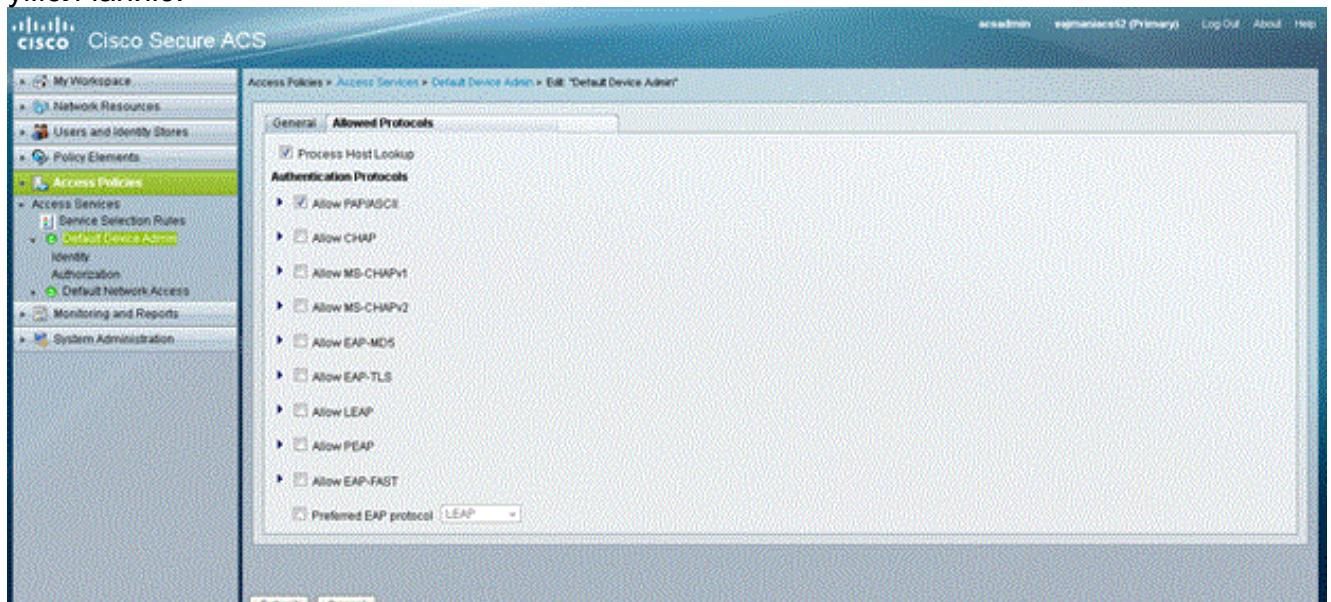 CISCO Cisco Secure ACS
acsadmin (Primary) Log Out About Help
My Workspace
Network Resources
Users and Identity Stores
Policy Elements
Access Policies
Access Services
Service Selection Rules
Default Device Admin
Identity
Authorization
Default Network Access
Monitoring and Reports
System Administration
Access Policies > Access Services > Default Device Admin > Edit: "Default Device Admin"
General Allowed Protocols
Process Host Lookup
Authentication Protocols
Allow PAP/ASCII
Allow CHAP
Allow MS-CHAPv1
Allow MS-CHAPv2
Allow EAP-MD5
Allow EAP-TLS
Allow LEAP
Allow PEAP
Allow EAP-FAST
Preferred EAP protocol LEAP